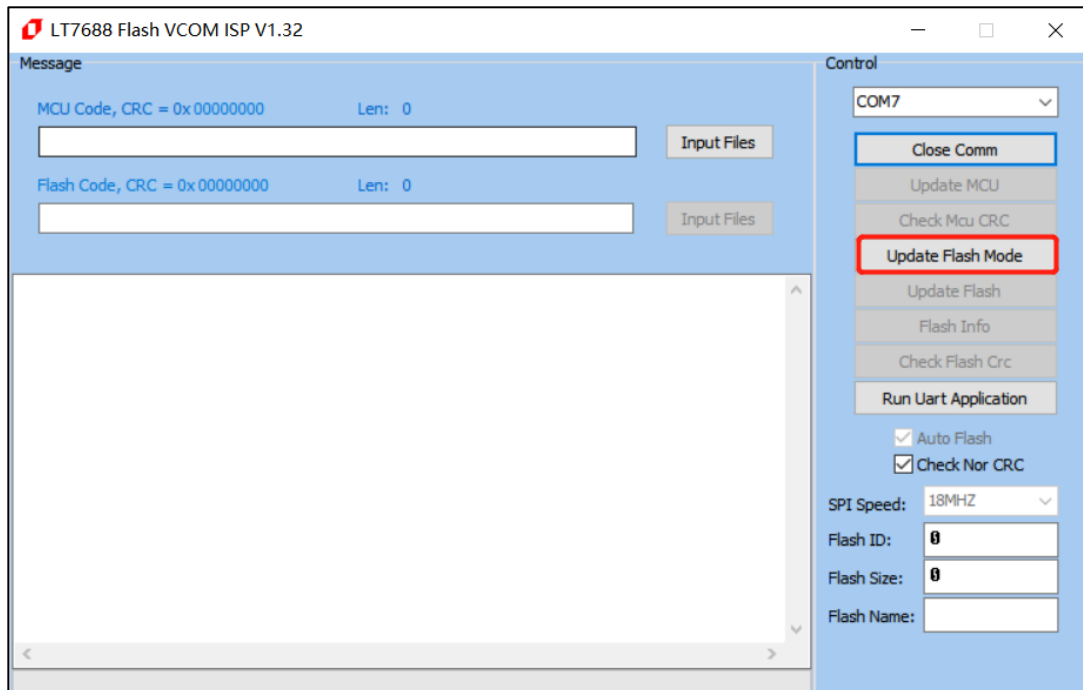 LT7688 Flash VCOM ISP V1.32
Message
MCU Code, CRC = 0x 00000000 Len: 0
Input Files
Flash Code, CRC = 0x 00000000 Len: 0
Input Files
Control
COM7
Close Comm
Update MCU
Check Mcu CRC
Update Flash Mode
Update Flash
Flash Info
Check Flash Crc
Run Uart Application
Auto Flash
Check Nor CRC
SPI Speed: 18MHZ
Flash ID: 0
Flash Size: 0
Flash Name: